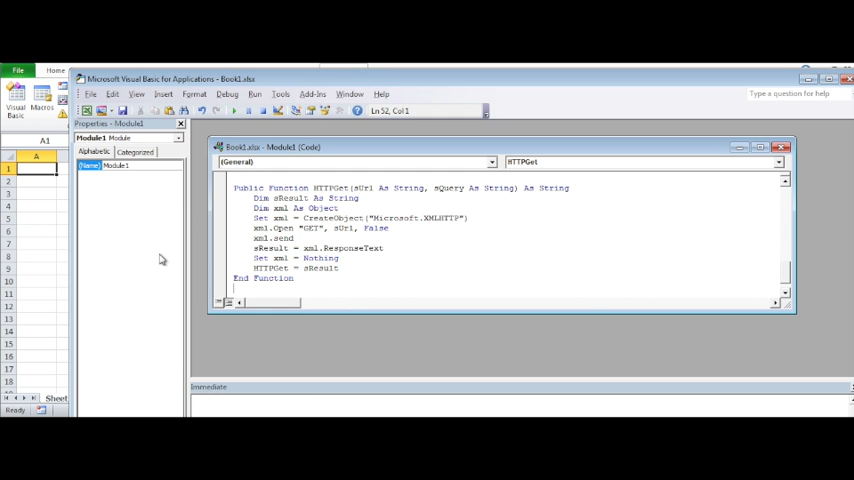 File Home
Microsoft Visual Basic for Applications - Book1.xlsx
File Edit View Insert Format Debug Run Tools Add-Ins Window Help
Type a question for help
Visual Basic
Macros
Ln 52, Col 1
Properties - Module1
Module1 Module
Alphabetic Categorized
(Name) Module1
A1
A
1
2
3
4
5
6
7
8
9
10
11
12
13
14
15
16
17
18
Sheet
Ready
Book1.xlsx - Module1 (Code)
(General) HTTPGet
Public Function HTTPGet(sUrl As String, sQuery As String) As String
Dim sResult As String
Dim xml As Object
Set xml = CreateObject("Microsoft.XMLHTTP")
xml.Open "GET", sUrl, False
xml.send
sResult = xml.ResponseText
Set xml = Nothing
HTTPGet = sResult
End Function
Immediate